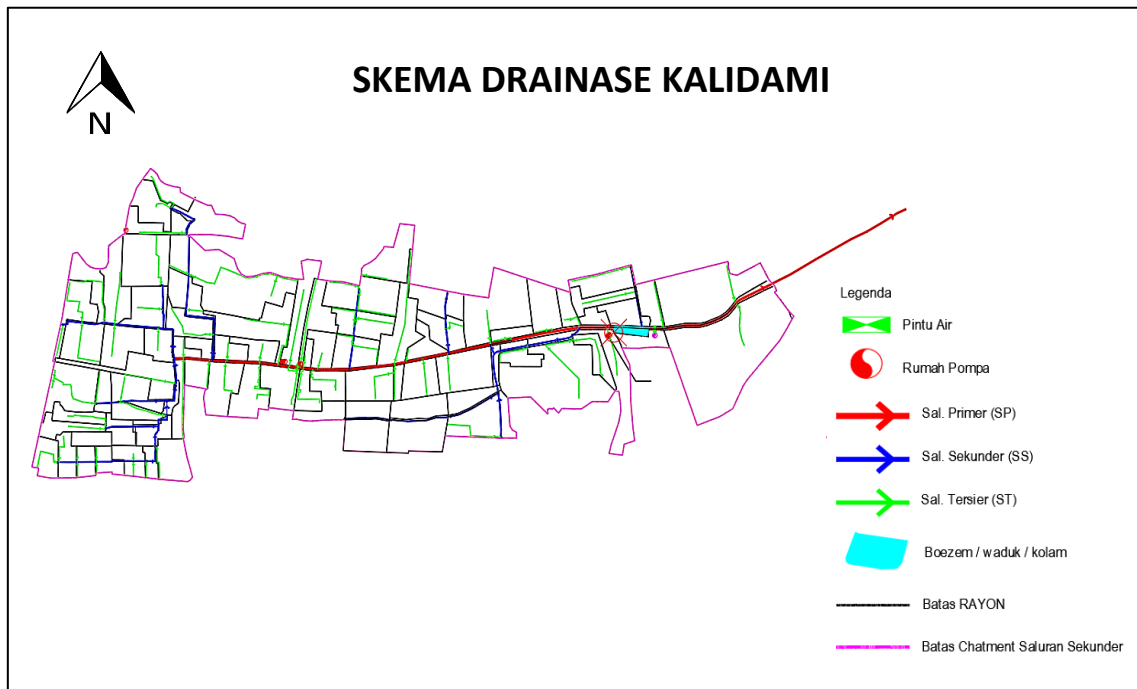 SKEMA DRAINASE KALIDAMI
N
Legenda
Pintu Air
Rumah Pompa
Sal. Primer (SP)
Sal. Sekunder (SS)
Sal. Tersier (ST)
Boezem / waduk / kolam
Batas RAYON
Batas Chatment Saluran Sekunder